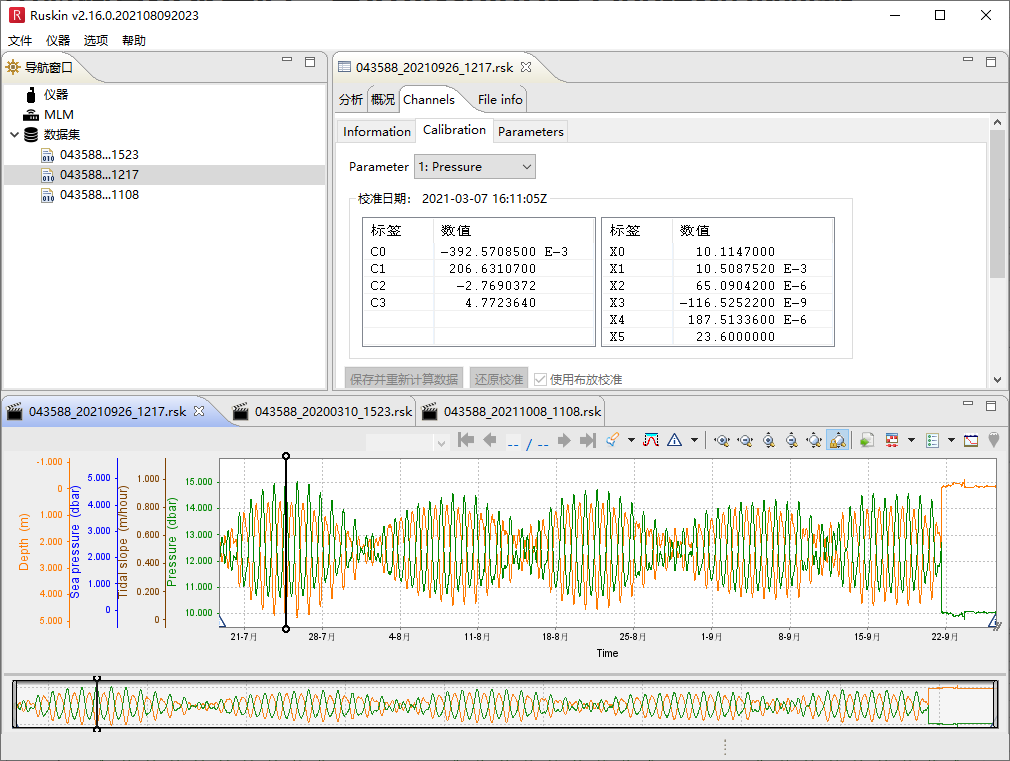 Ruskin v2.16.0.202108092023
文件 仪器 选项 帮助
导航窗口
仪器
MLM
数据集
043588...1523
043588...1217
043588...1108
043588_20210926_1217.rsk
分析 概况 Channels File info
Information Calibration Parameters
Parameter 1: Pressure
校准日期: 2021-03-07 16:11:05Z
标签 数值 标签 数值
C0 -392.5708500 E-3 X0 10.1147000
C1 206.6310700 X1 10.5087520 E-3
C2 -2.7690372 X2 65.0904200 E-6
C3 4.7723640 X3 -116.5252200 E-9
X4 187.5133600 E-6
X5 23.6000000
保存并重新计算数据 还原校准 使用布放校准
043588_20210926_1217.rsk 043588_20200310_1523.rsk 043588_20211008_1108.rsk
-- / --
Depth (m)
-1.000
0
1.000
2.000
3.000
4.000
5.000
Sea pressure (dbar)
5.000
4.000
3.000
2.000
1.000
0
Tidal slope (m/hour)
1.000
0.800
0.600
0.400
0.200
0
Pressure (dbar)
15.000
14.000
13.000
12.000
11.000
10.000
21-7月 28-7月 4-8月 11-8月 18-8月 25-8月 1-9月 8-9月 15-9月 22-9月
Time